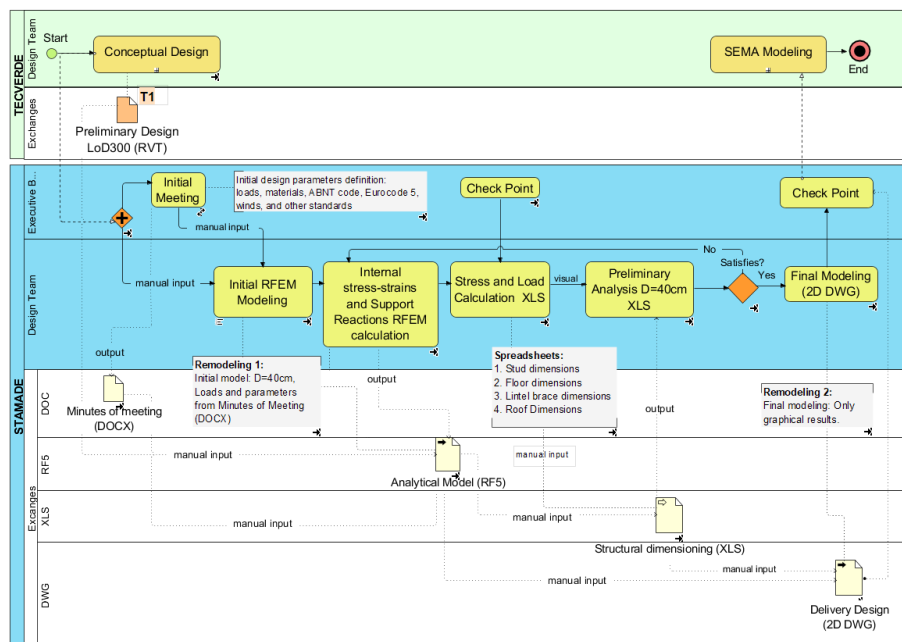 TECVERDE
Design Team
Start
Conceptual Design
SEMA Modeling
End
Exchanges
T1
Preliminary Design
LoD300 (RVT)
STAMADE
Executive B...
Initial
Meeting
Initial design parameters definition:
loads, materials, ABNT code, Eurocode 5,
winds, and other standards
Check Point
Check Point
manual input
Design Team
manual input
Initial RFEM
Modeling
Internal
stress-strains
and Support
Reactions RFEM
calculation
Stress and Load
Calculation XLS
visual
Preliminary
Analysis D=40cm
XLS
No
Satisfies?
Yes
Final Modeling
(2D DWG)
output
Remodeling 1:
Initial model: D=40cm,
Loads and parameters
from Minutes of Meeting
(DOCX)
output
Spreadsheets:
1. Stud dimensions
2. Floor dimensions
3. Lintel brace dimensions
4. Roof Dimensions
output
Remodeling 2
Final modeling: Only
graphical results.
Excanges
DOC
Minutes of meeting
(DOCX)
RF5
manual input
manual input
Analytical Model (RF5)
XLS
manual input
manual input
Structural dimensioning (XLS)
DWG
manual input
manual input
Delivery Design
(2D DWG)